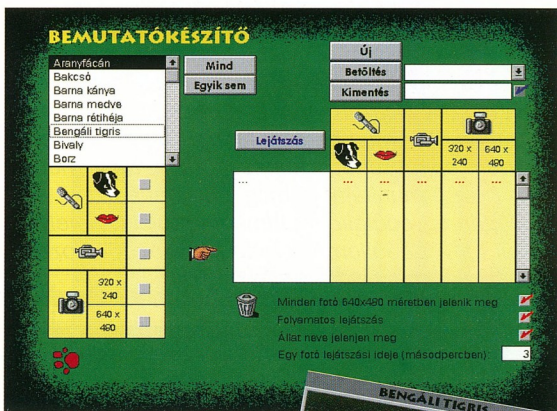 BEMUTATÓKÉSZÍTŐ
Aranyfácán
Bakcsó
Barna kánya
Barna medve
Barna rétihéja
Bengáli tigris
Bivaly
Borz
Mind
Egyik sem
Új
Betöltés
Kimentés
Lejátszás
320 x 240
640 x 480
... ... ... ... ... ...
320 x 240
640 x 480
Minden fotó 640x480 méretben jelenik meg
Folyamatos lejátszás
Állat neve jelenjen meg
Egy fotó lejátszási ideje (másodpercben): 3
BENGÁLI TIGRIS